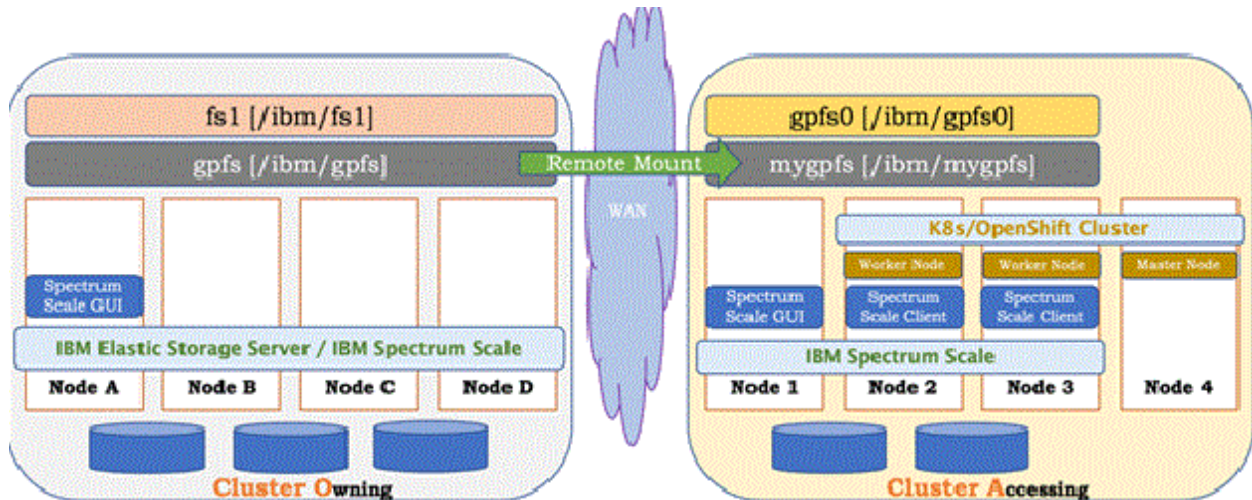 fs1 [/ibm/fs1]
gpfs [/ibm/gpfs]
Remote Mount
WAN
gpfs0 [/ibm/gpfs0]
mygpfs [/ibm/mygpfs]
K8s/OpenShift Cluster
Worker Node
Worker Node
Master Node
Spectrum
Scale GUI
Spectrum
Scale GUI
Spectrum
Scale Client
Spectrum
Scale Client
IBM Elastic Storage Server / IBM Spectrum Scale
IBM Spectrum Scale
Node A
Node B
Node C
Node D
Node 1
Node 2
Node 3
Node 4
Cluster Owning
Cluster Accessing